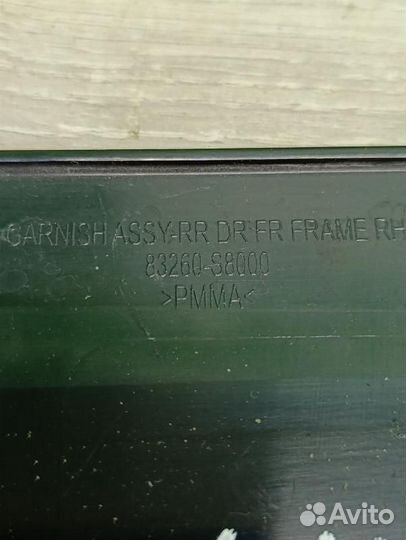 GARNISH ASSY-RR DR FR FRAME RH
83260-S8000
>PMMA<
Avito